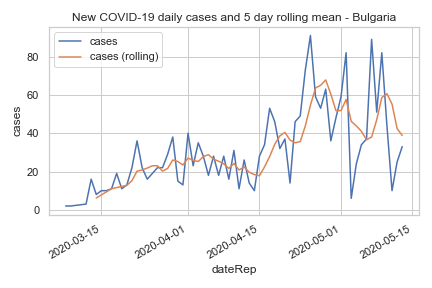 New COVID-19 daily cases and 5 day rolling mean - Bulgaria
cases
cases (rolling)
80
60
40
20
0
cases
2020-03-15
2020-04-01
2020-04-15
2020-05-01
2020-05-15
dateRep